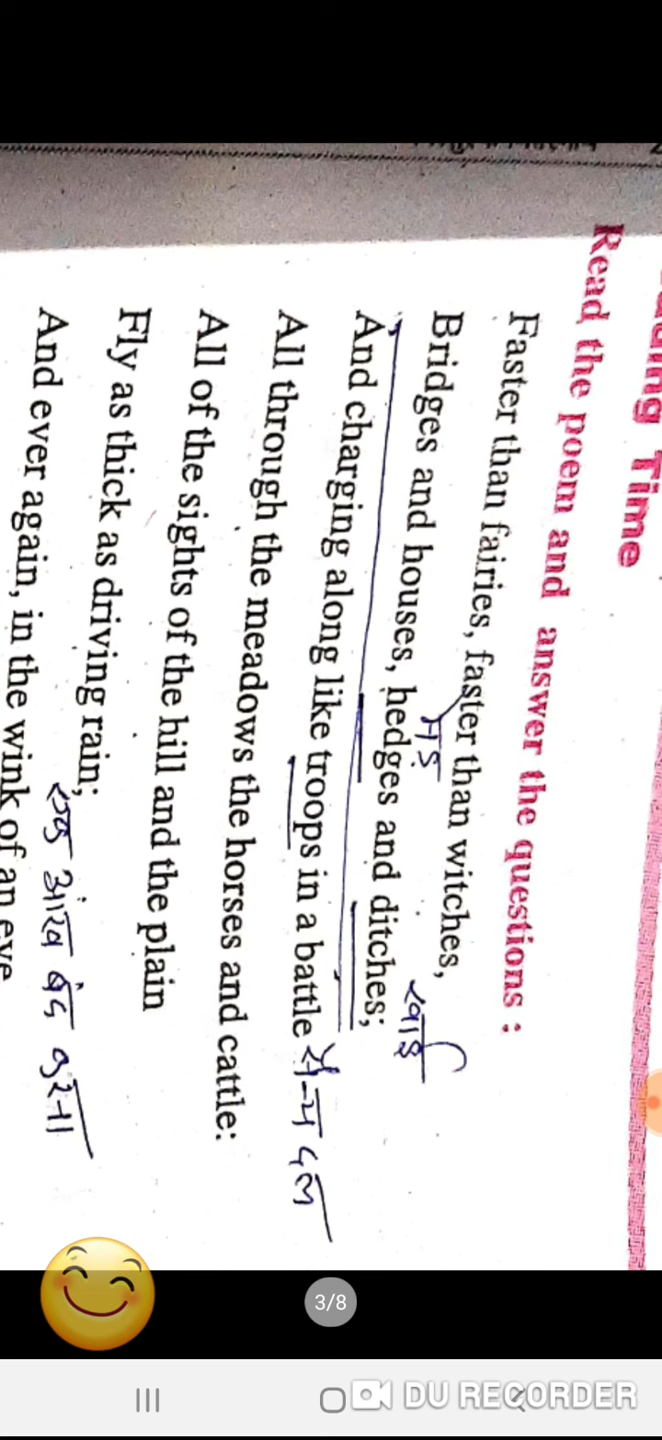 Time
Read the poem and answer the questions :
Faster than fairies, faster than witches,
Bridges and houses, hedges and ditches;
खाई
And charging along like troops in a battle
सैन्य दल
All through the meadows the horses and cattle:
All of the sights of the hill and the plain
Fly as thick as driving rain;
एक आंख बंद करना
And ever again, in the wink of an eye
3/8
DU RECORDER